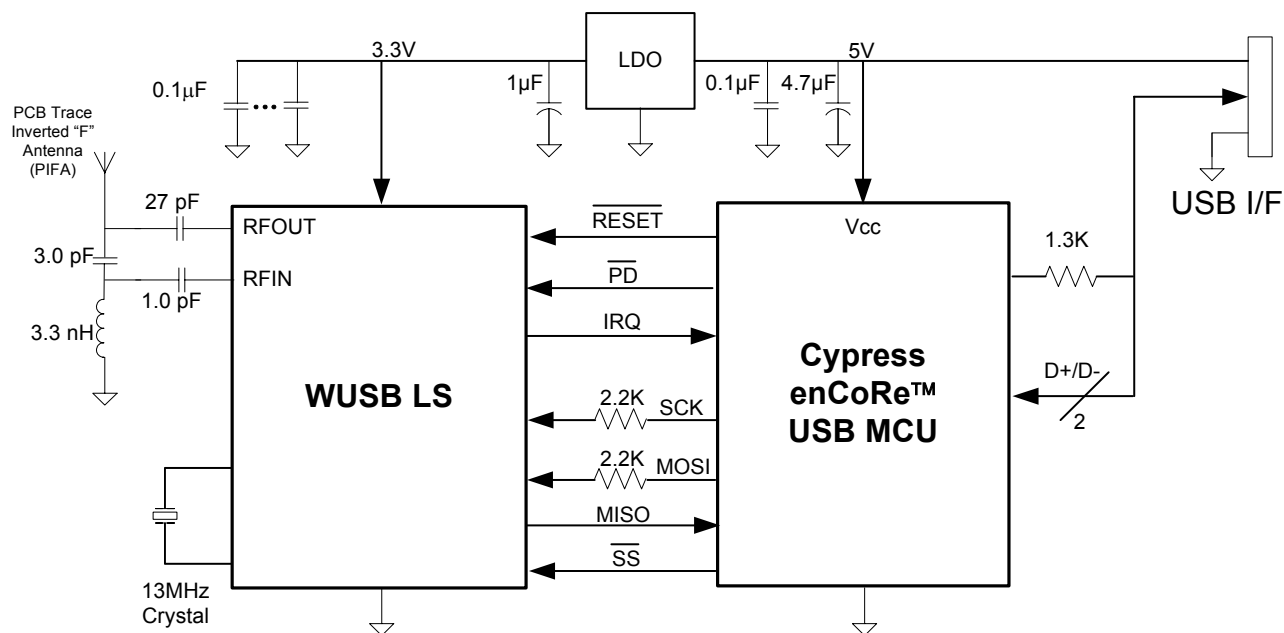 3.3V
LDO
5V
0.1μF
1µF
0.1µF
4.7µF
PCB Trace
Inverted “F”
Antenna
(PIFA)
USB I/F
27 pF
RFOUT
RESET
Vcc
1.3K
3.0 pF
RFIN
PD
1.0 pF
3.3 nH
IRQ
WUSB LS
Cypress
enCoRe™
USB MCU
D+/D-
2
2.2K
SCK
2.2K
MOSI
MISO
SS
13MHz
Crystal